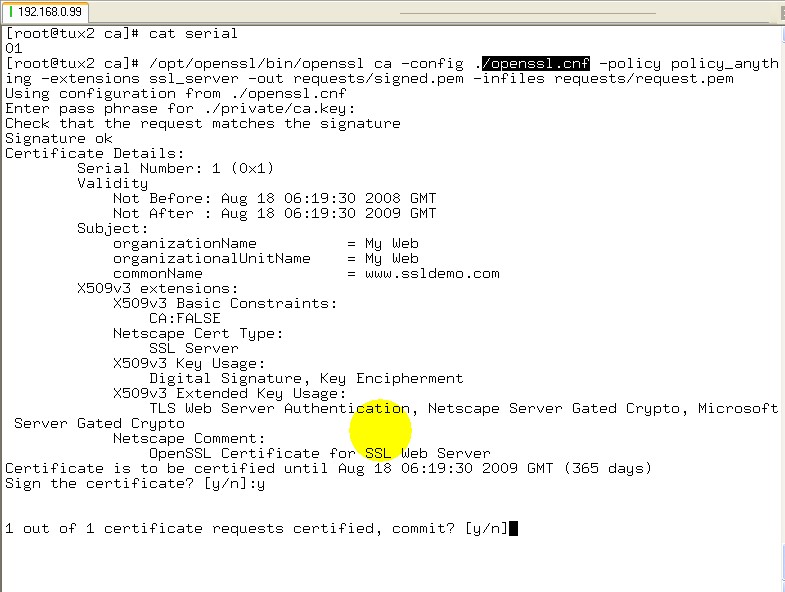 192.168.0.99
[root@tux2 ca]# cat serial
01
[root@tux2 ca]# /opt/openssl/bin/openssl ca -config ./openssl.cnf -policy policy_anyth
ing -extensions ssl_server -out requests/signed.pem -infiles requests/request.pem
Using configuration from ./openssl.cnf
Enter pass phrase for ./private/ca.key:
Check that the request matches the signature
Signature ok
Certificate Details:
        Serial Number: 1 (0x1)
        Validity
            Not Before: Aug 18 06:19:30 2008 GMT
            Not After : Aug 18 06:19:30 2009 GMT
        Subject:
            organizationName          = My Web
            organizationalUnitName    = My Web
            commonName                = www.ssldemo.com
        X509v3 extensions:
            X509v3 Basic Constraints:
                CA:FALSE
            Netscape Cert Type:
                SSL Server
            X509v3 Key Usage:
                Digital Signature, Key Encipherment
            X509v3 Extended Key Usage:
                TLS Web Server Authentication, Netscape Server Gated Crypto, Microsoft
 Server Gated Crypto
            Netscape Comment:
                OpenSSL Certificate for SSL Web Server
Certificate is to be certified until Aug 18 06:19:30 2009 GMT (365 days)
Sign the certificate? [y/n]:y
1 out of 1 certificate requests certified, commit? [y/n]